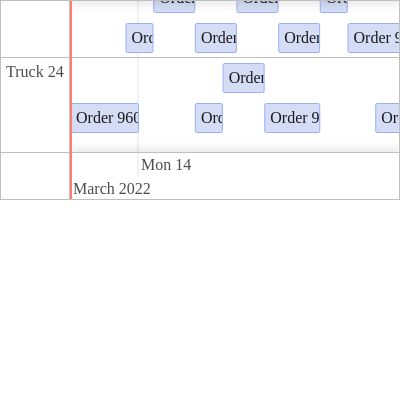 Order
Order
Or
Ord
Order
Order
Order 9
Truck 24
Order
Order 960
Ord
Order 9
Or
Mon 14
March 2022